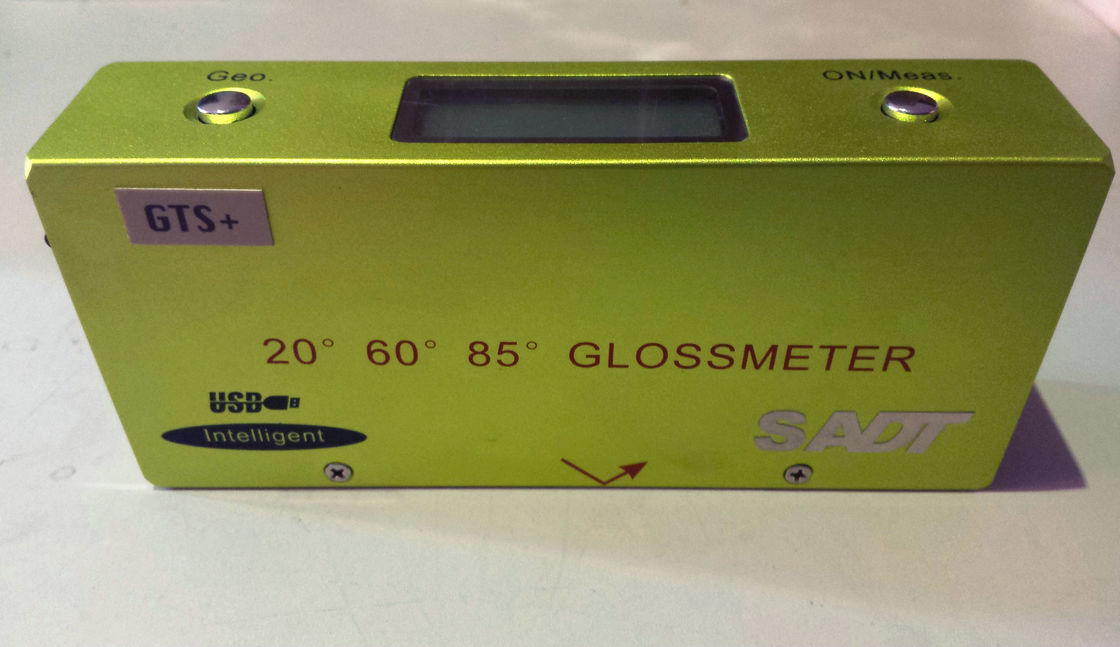 Geo.
ON/Meas.
GTS+
20° 60° 85° GLOSSMETER
USB
Intelligent
SADT